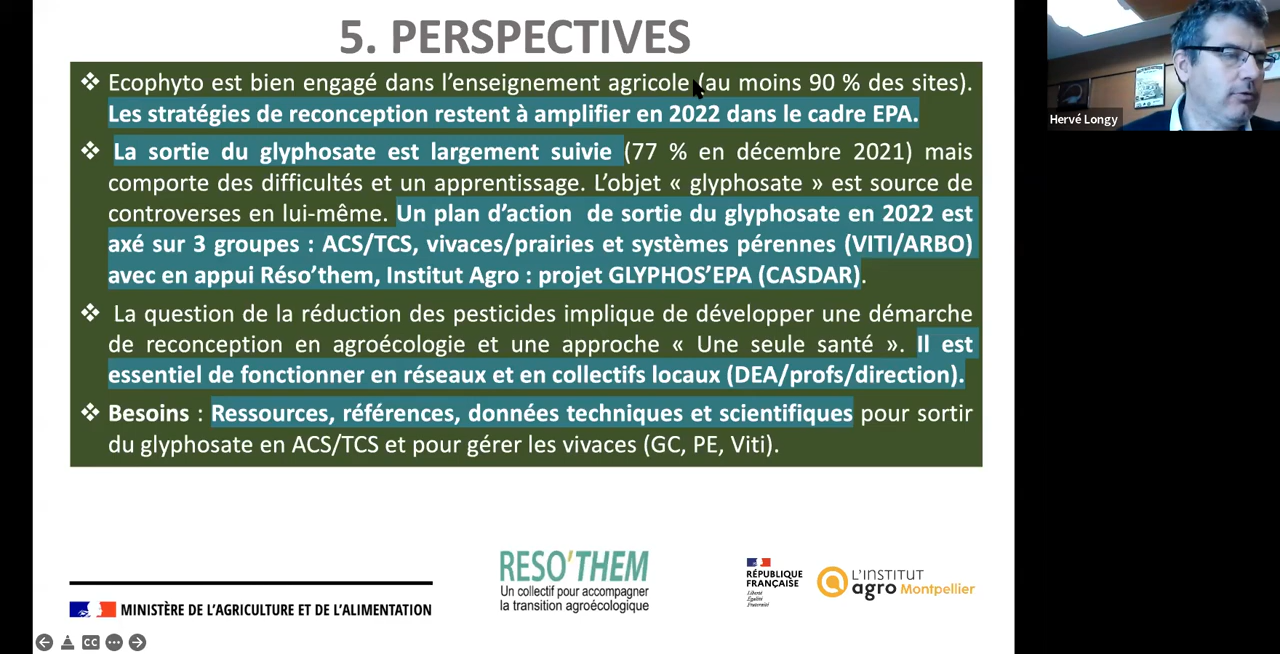 5. PERSPECTIVES
❖ Ecophyto est bien engagé dans l’enseignement agricole (au moins 90 % des sites).
Les stratégies de reconception restent à amplifier en 2022 dans le cadre EPA.
❖ La sortie du glyphosate est largement suivie (77 % en décembre 2021) mais
comporte des difficultés et un apprentissage. L’objet « glyphosate » est source de
controverses en lui-même. Un plan d’action de sortie du glyphosate en 2022 est
axé sur 3 groupes : ACS/TCS, vivaces/prairies et systèmes pérennes (VITI/ARBO)
avec en appui Réso’them, Institut Agro : projet GLYPHOS’EPA (CASDAR).
❖ La question de la réduction des pesticides implique de développer une démarche
de reconception en agroécologie et une approche « Une seule santé ». Il est
essentiel de fonctionner en réseaux et en collectifs locaux (DEA/profs/direction).
❖ Besoins : Ressources, références, données techniques et scientifiques pour sortir
du glyphosate en ACS/TCS et pour gérer les vivaces (GC, PE, Viti).
Hervé Longy
RESO’THEM
Un collectif pour accompagner
la transition agroécologique
RÉPUBLIQUE
FRANÇAISE
Liberté
Égalité
Fraternité
L’INSTITUT
agro Montpellier
MINISTÈRE DE L’AGRICULTURE ET DE L’ALIMENTATION
CC